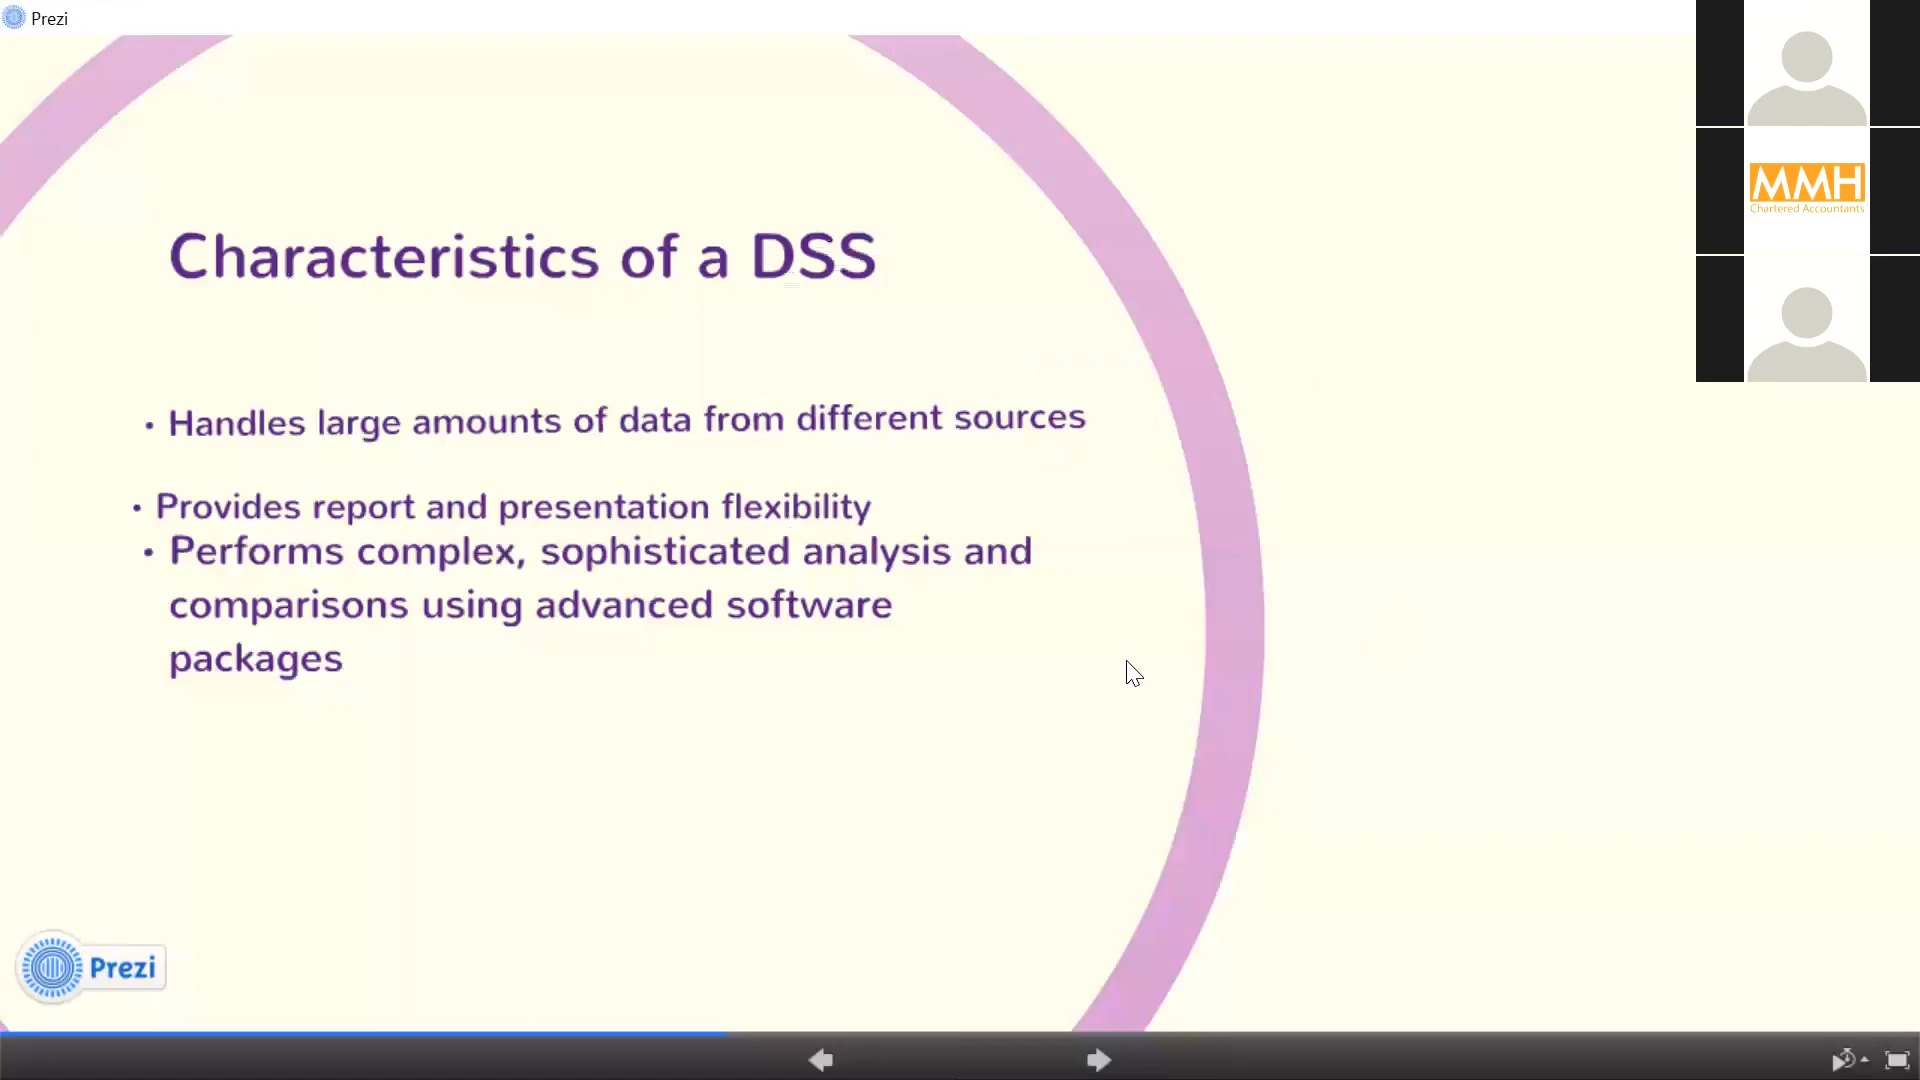 Prezi
MMH
Chartered Accountants
Characteristics of a DSS
• Handles large amounts of data from different sources
• Provides report and presentation flexibility
• Performs complex, sophisticated analysis and
comparisons using advanced software
packages
Prezi